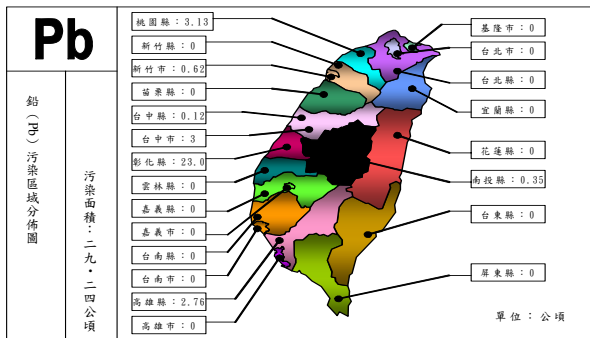 Pb
鉛（Pb）污染區域分佈圖
污染面積：二九・二四公頃
桃園縣：3.13
新竹縣：0
新竹市：0.62
苗栗縣：0
台中縣：0.12
台中市：3
彰化縣：23.0
雲林縣：0
嘉義縣：0
嘉義市：0
台南縣：0
台南市：0
高雄縣：2.76
高雄市：0
基隆市：0
台北市：0
台北縣：0
宜蘭縣：0
花蓮縣：0
南投縣：0.35
台東縣：0
屏東縣：0
單位：公頃